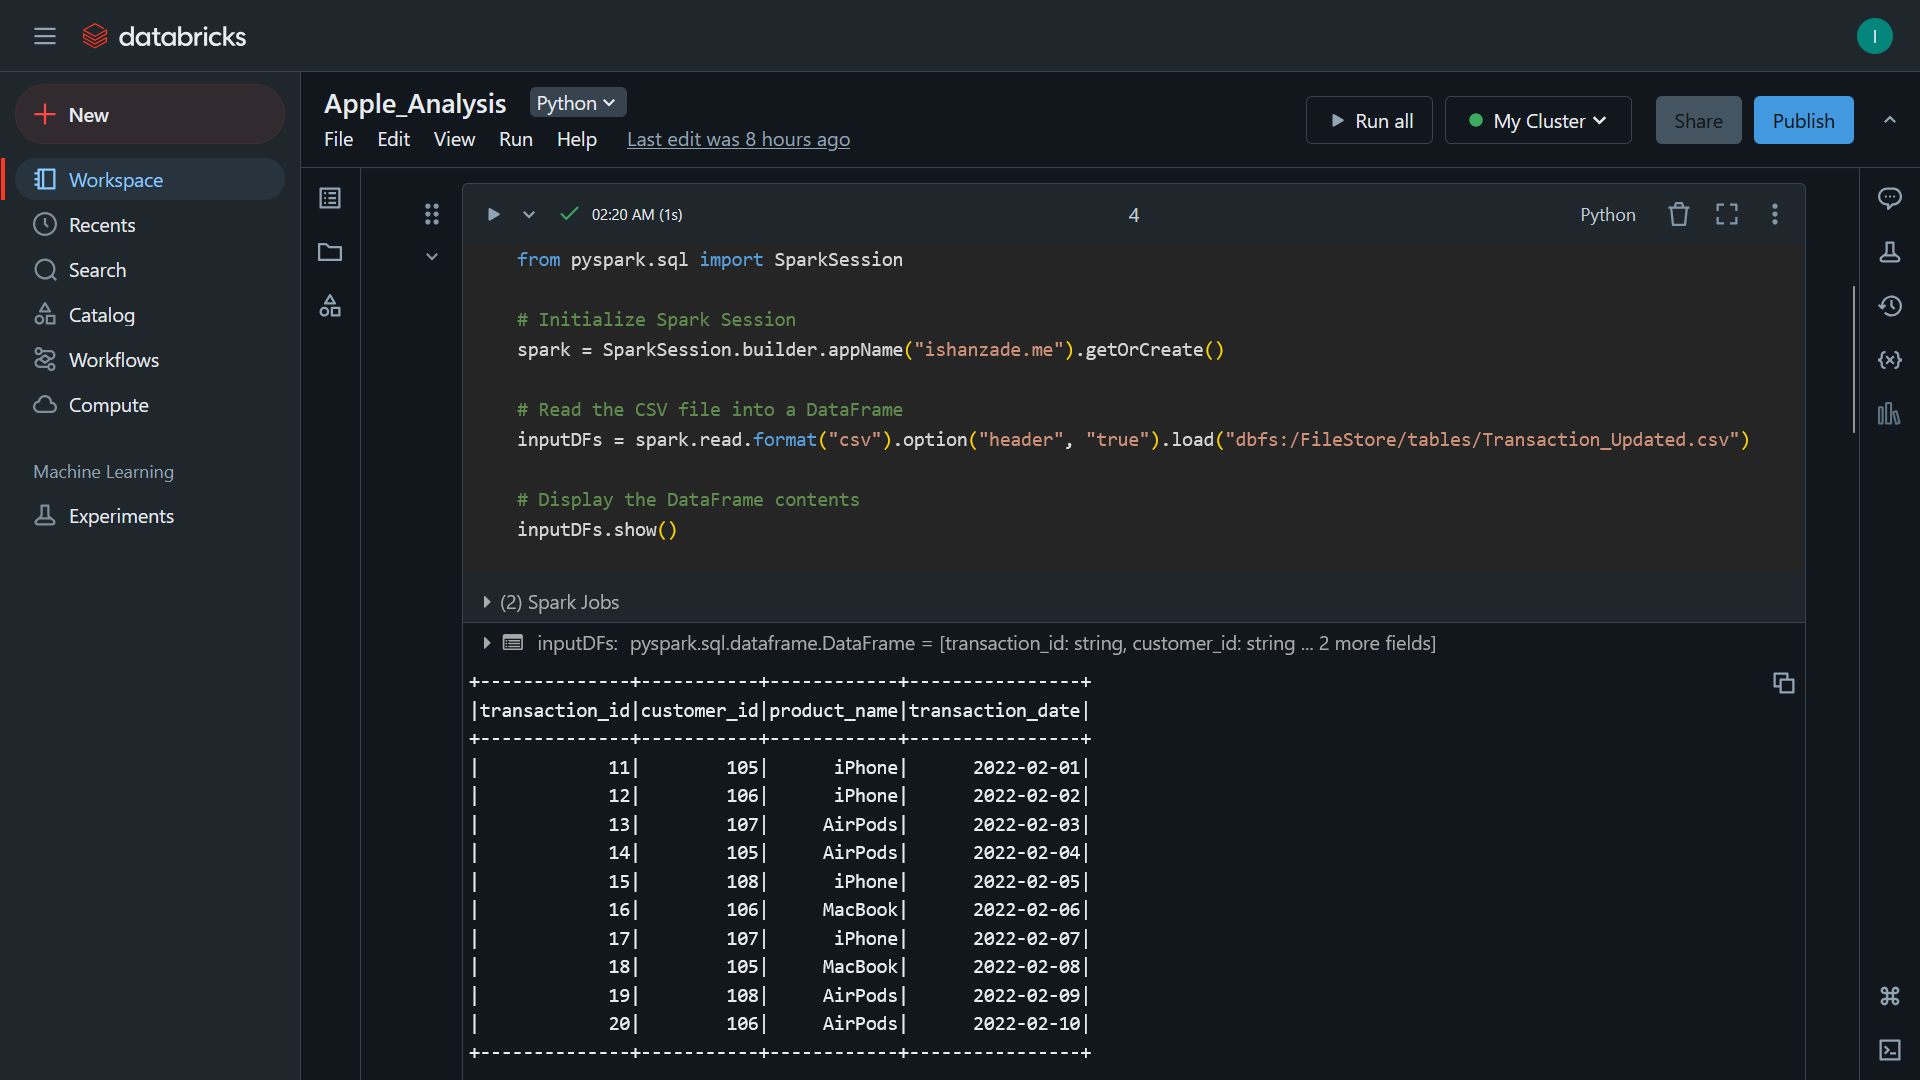 databricks
I
New
Workspace
Recents
Search
Catalog
Workflows
Compute
Machine Learning
Experiments
Apple_Analysis
Python
File Edit View Run Help Last edit was 8 hours ago
Run all
My Cluster
Share
Publish
02:20 AM (1s)
4
Python
from pyspark.sql import SparkSession
# Initialize Spark Session
spark = SparkSession.builder.appName("ishanzade.me").getOrCreate()
# Read the CSV file into a DataFrame
inputDFs = spark.read.format("csv").option("header", "true").load("dbfs:/FileStore/tables/Transaction_Updated.csv")
# Display the DataFrame contents
inputDFs.show()
(2) Spark Jobs
inputDFs: pyspark.sql.dataframe.DataFrame = [transaction_id: string, customer_id: string ... 2 more fields]
+--------------+-----------+------------+----------------+
|transaction_id|customer_id|product_name|transaction_date|
+--------------+-----------+------------+----------------+
|            11|        105|      iPhone|      2022-02-01|
|            12|        106|      iPhone|      2022-02-02|
|            13|        107|     AirPods|      2022-02-03|
|            14|        105|     AirPods|      2022-02-04|
|            15|        108|      iPhone|      2022-02-05|
|            16|        106|     MacBook|      2022-02-06|
|            17|        107|      iPhone|      2022-02-07|
|            18|        105|     MacBook|      2022-02-08|
|            19|        108|     AirPods|      2022-02-09|
|            20|        106|     AirPods|      2022-02-10|
+--------------+-----------+------------+----------------+